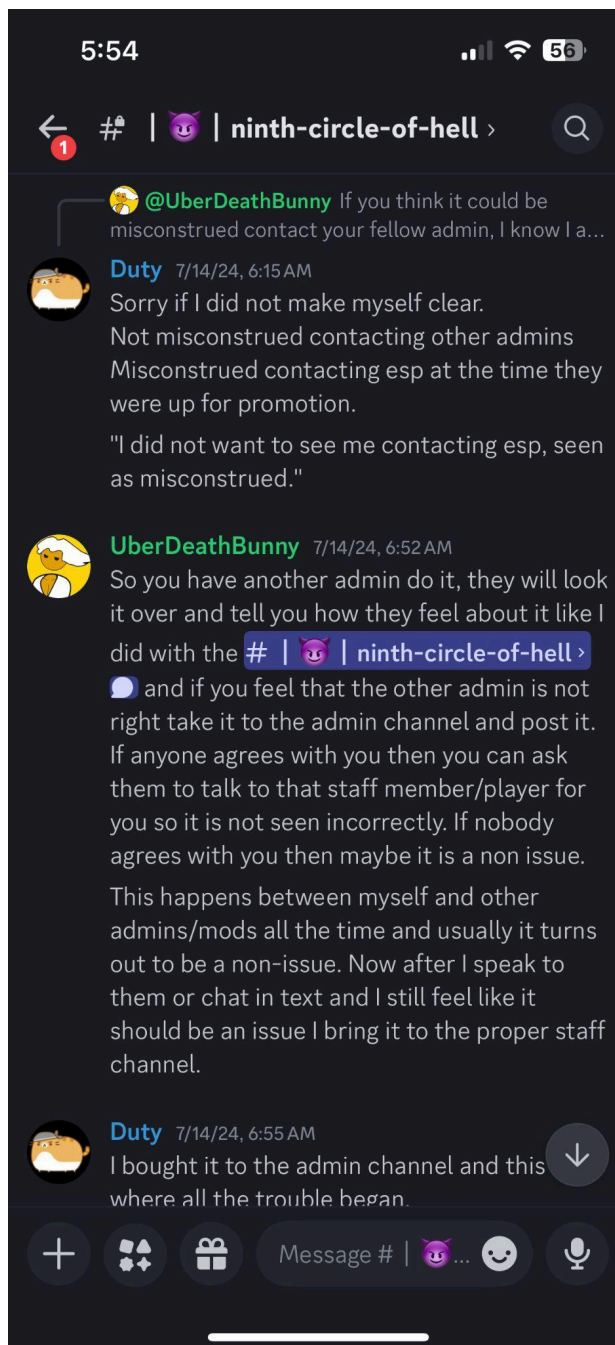 5:54
56
1
# | 😈 | ninth-circle-of-hell ›
@UberDeathBunny If you think it could be
misconstrued contact your fellow admin, I know I a...
Duty 7/14/24, 6:15 AM
Sorry if I did not make myself clear.
Not misconstrued contacting other admins
Misconstrued contacting esp at the time they
were up for promotion.
"I did not want to see me contacting esp, seen
as misconstrued."
UberDeathBunny 7/14/24, 6:52 AM
So you have another admin do it, they will look
it over and tell you how they feel about it like I
did with the # | 😈 | ninth-circle-of-hell ›
and if you feel that the other admin is not
right take it to the admin channel and post it.
If anyone agrees with you then you can ask
them to talk to that staff member/player for
you so it is not seen incorrectly. If nobody
agrees with you then maybe it is a non issue.
This happens between myself and other
admins/mods all the time and usually it turns
out to be a non-issue. Now after I speak to
them or chat in text and I still feel like it
should be an issue I bring it to the proper staff
channel.
Duty 7/14/24, 6:55 AM
I bought it to the admin channel and this
where all the trouble began.
Message # | 😈...